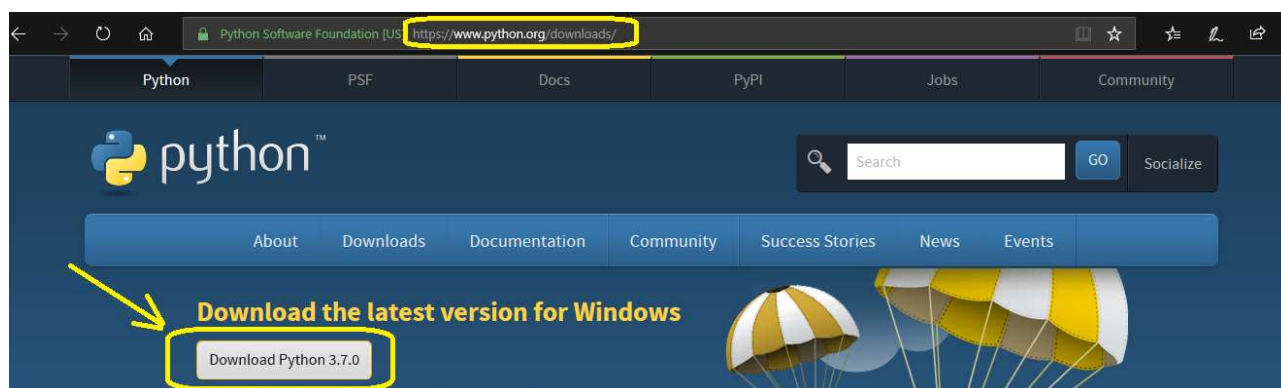 Python Software Foundation [US] https://www.python.org/downloads/
Python PSF Docs PyPI Jobs Community
python™
Search GO Socialize
About Downloads Documentation Community Success Stories News Events
Download the latest version for Windows
Download Python 3.7.0